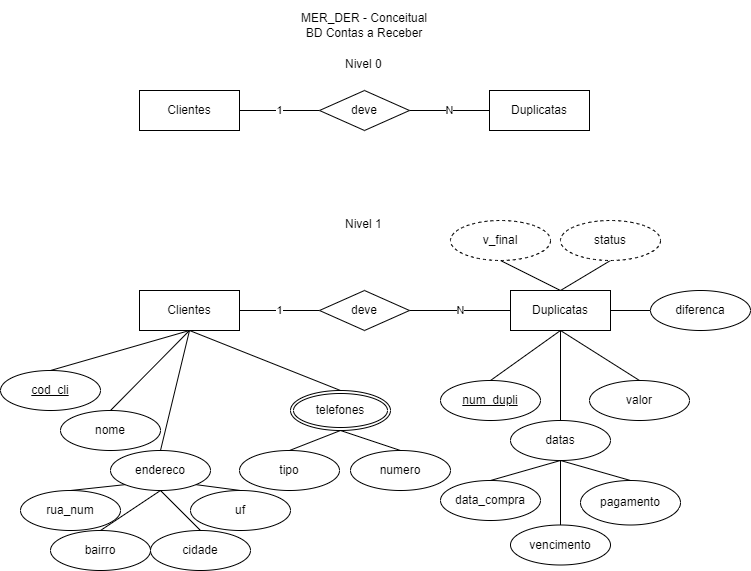 MER_DER - Conceitual
BD Contas a Receber
Nivel 0
Clientes
1
deve
N
Duplicatas
Nivel 1
v_final
status
Clientes
1
deve
N
Duplicatas
diferenca
cod_cli
telefones
num_dupli
valor
nome
datas
endereco
tipo
numero
data_compra
pagamento
rua_num
uf
vencimento
bairro
cidade